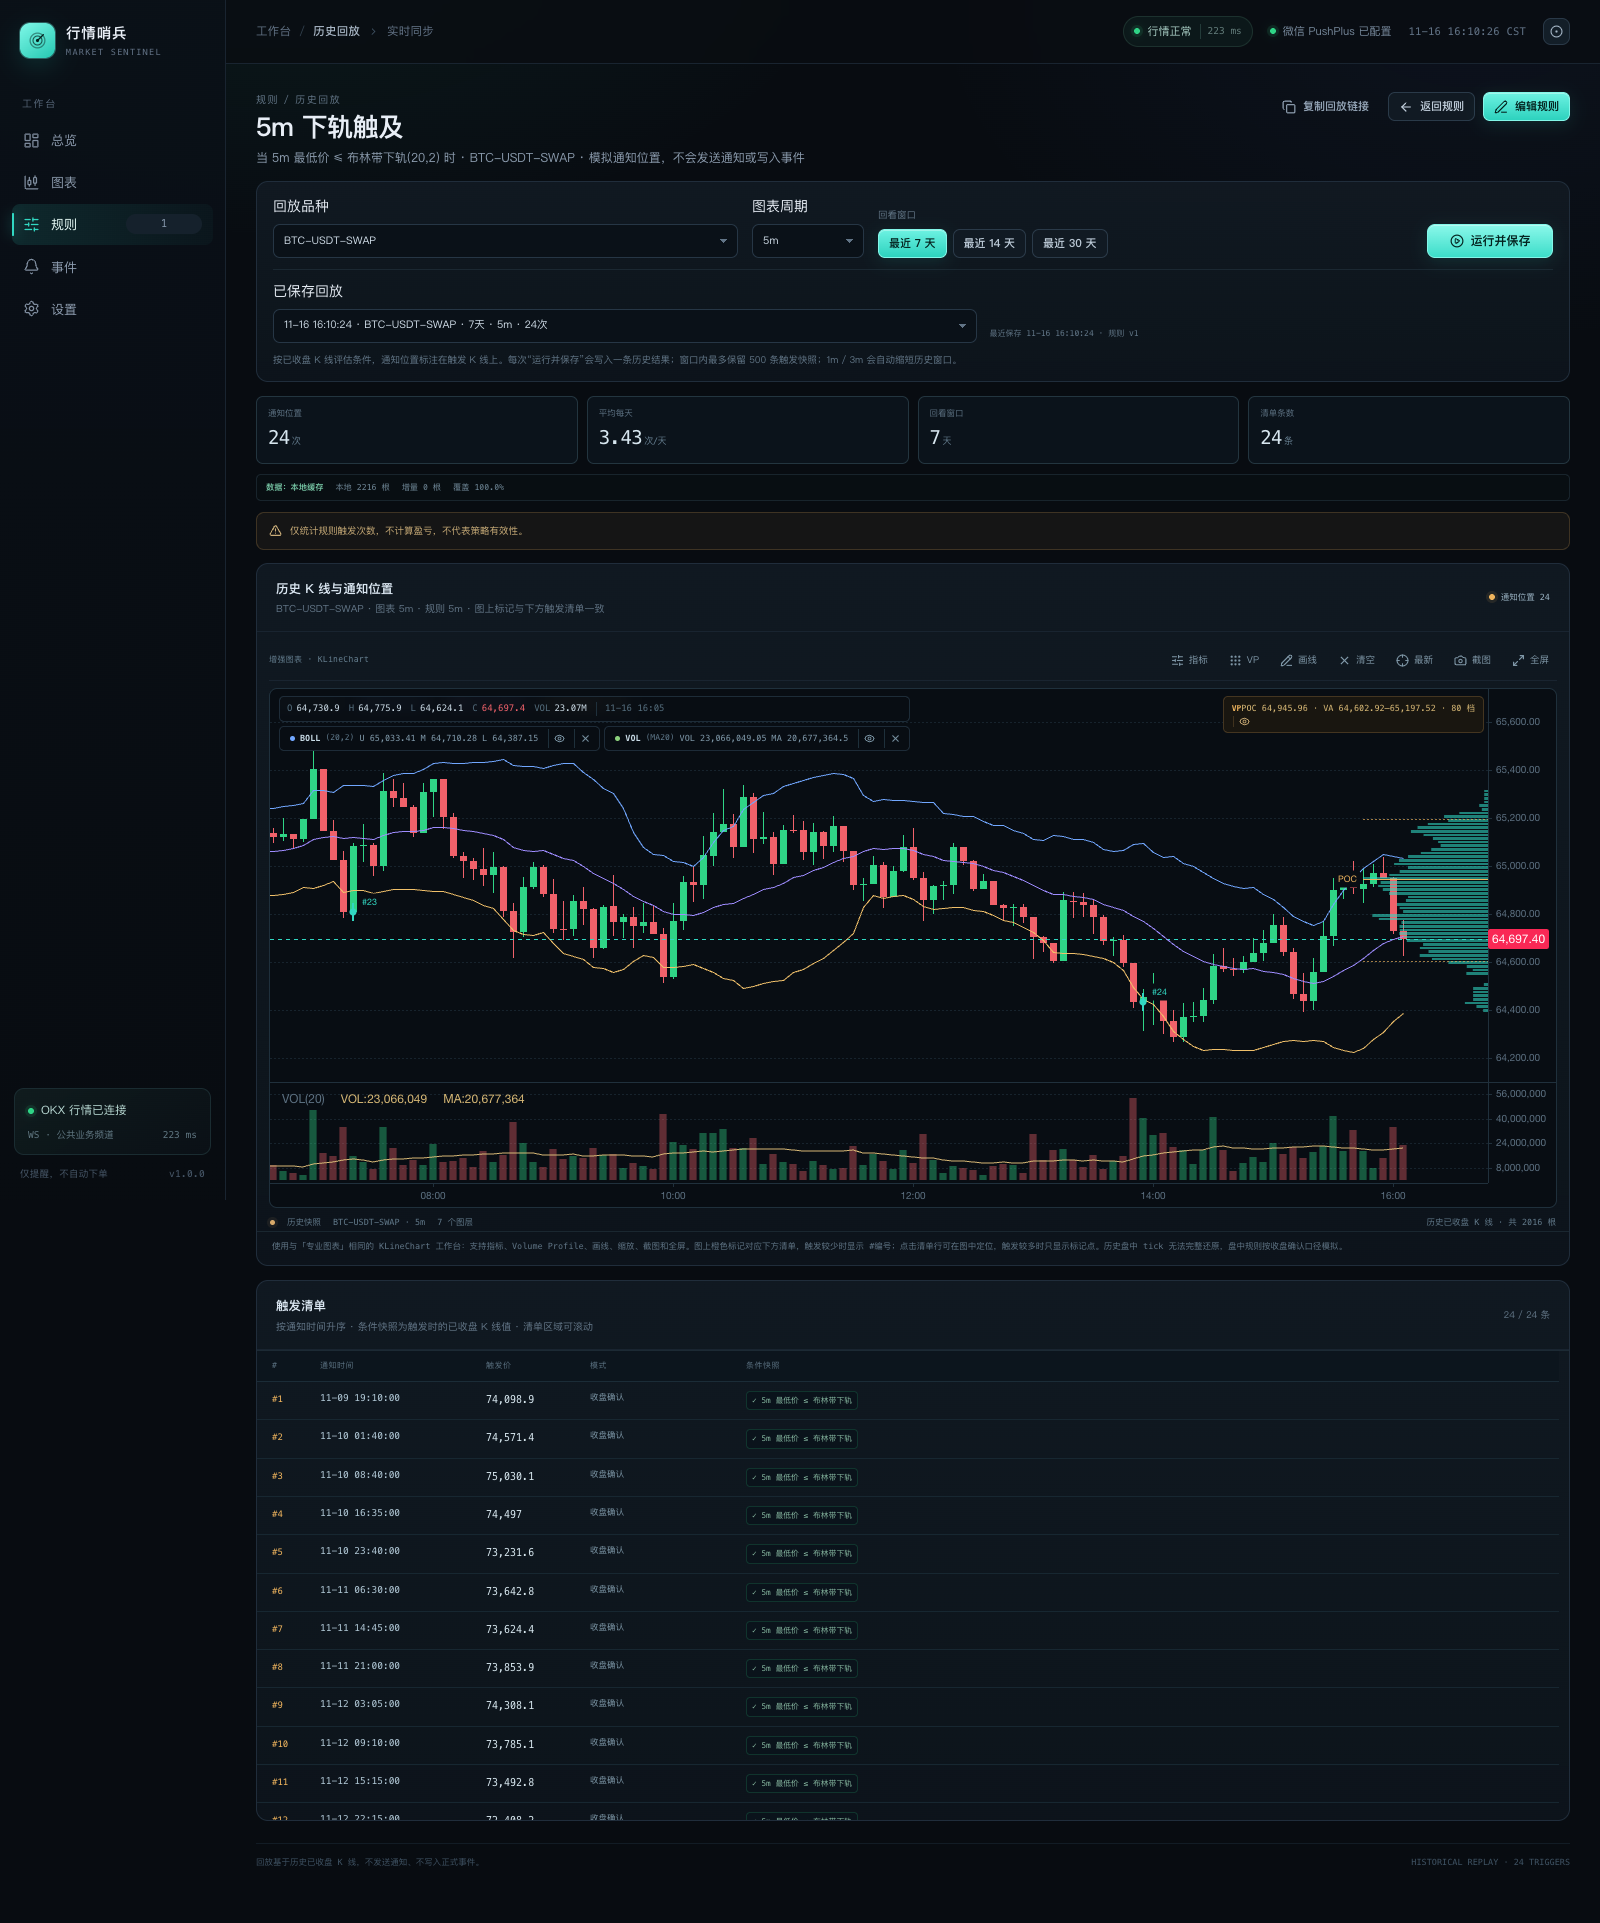 行情哨兵
MARKET SENTINEL
工作台
总览
图表
规则 1
事件
设置
OKX 行情已连接
WS · 公共业务频道 223 ms
仅提醒，不自动下单 v1.0.0
工作台 / 历史回放 › 实时同步
行情正常 223 ms
微信 PushPlus 已配置
11-16 16:10:26 CST
规则 / 历史回放
5m 下轨触及
当 5m 最低价 ≤ 布林带下轨(20,2) 时 · BTC-USDT-SWAP · 模拟通知位置，不会发送通知或写入事件
复制回放链接
返回规则
编辑规则
回放品种
BTC-USDT-SWAP
图表周期
5m
回看窗口
最近 7 天
最近 14 天
最近 30 天
运行并保存
已保存回放
11-16 16:10:24 · BTC-USDT-SWAP · 7天 · 5m · 24次
最近保存 11-16 16:10:24 · 规则 v1
按已收盘 K 线评估条件，通知位置标注在触发 K 线上。每次“运行并保存”会写入一条历史结果；窗口内最多保留 500 条触发快照；1m / 3m 会自动缩短历史窗口。
通知位置
24 次
平均每天
3.43 次/天
回看窗口
7 天
清单条数
24 条
数据：本地缓存 本地 2216 根 增量 0 根 覆盖 100.0%
仅统计规则触发次数，不计算盈亏，不代表策略有效性。
历史 K 线与通知位置
BTC-USDT-SWAP · 图表 5m · 规则 5m · 图上标记与下方触发清单一致
通知位置 24
增强图表 · KLineChart
指标
VP
画线
清空
最新
截图
全屏
O 64,730.9 H 64,775.9 L 64,624.1 C 64,697.4 VOL 23.07M 11-16 16:05
BOLL (20,2) U 65,033.41 M 64,710.28 L 64,387.15
VOL (MA20) VOL 23,066,049.05 MA 20,677,364.5
VPPOC 64,945.96 · VA 64,602.92–65,197.52 · 80 档
65,600.00
65,400.00
65,200.00
65,000.00
64,800.00
64,697.40
64,600.00
64,400.00
64,200.00
POC
#23
#24
VOL(20) VOL:23,066,049 MA:20,677,364
56,000,000
40,000,000
24,000,000
8,000,000
08:00 10:00 12:00 14:00 16:00
历史快照 BTC-USDT-SWAP · 5m 7 个图层
历史已收盘 K 线 · 共 2016 根
使用与「专业图表」相同的 KLineChart 工作台：支持指标、Volume Profile、画线、缩放、截图和全屏。图上橙色标记对应下方清单，触发较少时显示 #编号；点击清单行可在图中定位，触发较多时只显示标记点。历史盘中 tick 无法完整还原，盘中规则按收盘确认口径模拟。
触发清单
按通知时间升序 · 条件快照为触发时的已收盘 K 线值 · 清单区域可滚动
24 / 24 条
# 通知时间 触发价 模式 条件快照
#1 11-09 19:10:00 74,098.9 收盘确认 ✓ 5m 最低价 ≤ 布林带下轨
#2 11-10 01:40:00 74,571.4 收盘确认 ✓ 5m 最低价 ≤ 布林带下轨
#3 11-10 08:40:00 75,030.1 收盘确认 ✓ 5m 最低价 ≤ 布林带下轨
#4 11-10 16:35:00 74,497 收盘确认 ✓ 5m 最低价 ≤ 布林带下轨
#5 11-10 23:40:00 73,231.6 收盘确认 ✓ 5m 最低价 ≤ 布林带下轨
#6 11-11 06:30:00 73,642.8 收盘确认 ✓ 5m 最低价 ≤ 布林带下轨
#7 11-11 14:45:00 73,624.4 收盘确认 ✓ 5m 最低价 ≤ 布林带下轨
#8 11-11 21:00:00 73,853.9 收盘确认 ✓ 5m 最低价 ≤ 布林带下轨
#9 11-12 03:05:00 74,308.1 收盘确认 ✓ 5m 最低价 ≤ 布林带下轨
#10 11-12 09:10:00 73,785.1 收盘确认 ✓ 5m 最低价 ≤ 布林带下轨
#11 11-12 15:15:00 73,492.8 收盘确认 ✓ 5m 最低价 ≤ 布林带下轨
#12 11-12 22:15:00 收盘确认
回放基于历史已收盘 K 线，不发送通知、不写入正式事件。
HISTORICAL REPLAY · 24 TRIGGERS